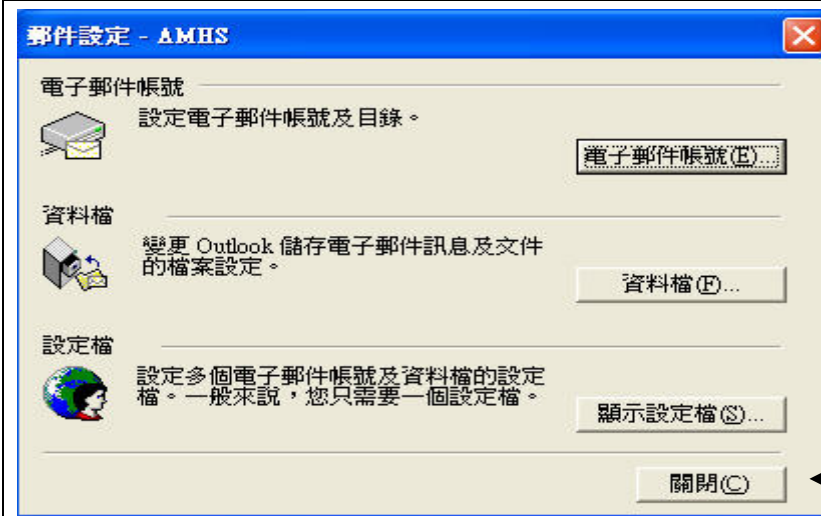 郵件設定 - AMHS
電子郵件帳號
設定電子郵件帳號及目錄。
電子郵件帳號(E)...
資料檔
變更 Outlook 儲存電子郵件訊息及文件
的檔案設定。
資料檔(F)...
設定檔
設定多個電子郵件帳號及資料檔的設定
檔。一般來說，您只需要一個設定檔。
顯示設定檔(S)...
關閉(C)